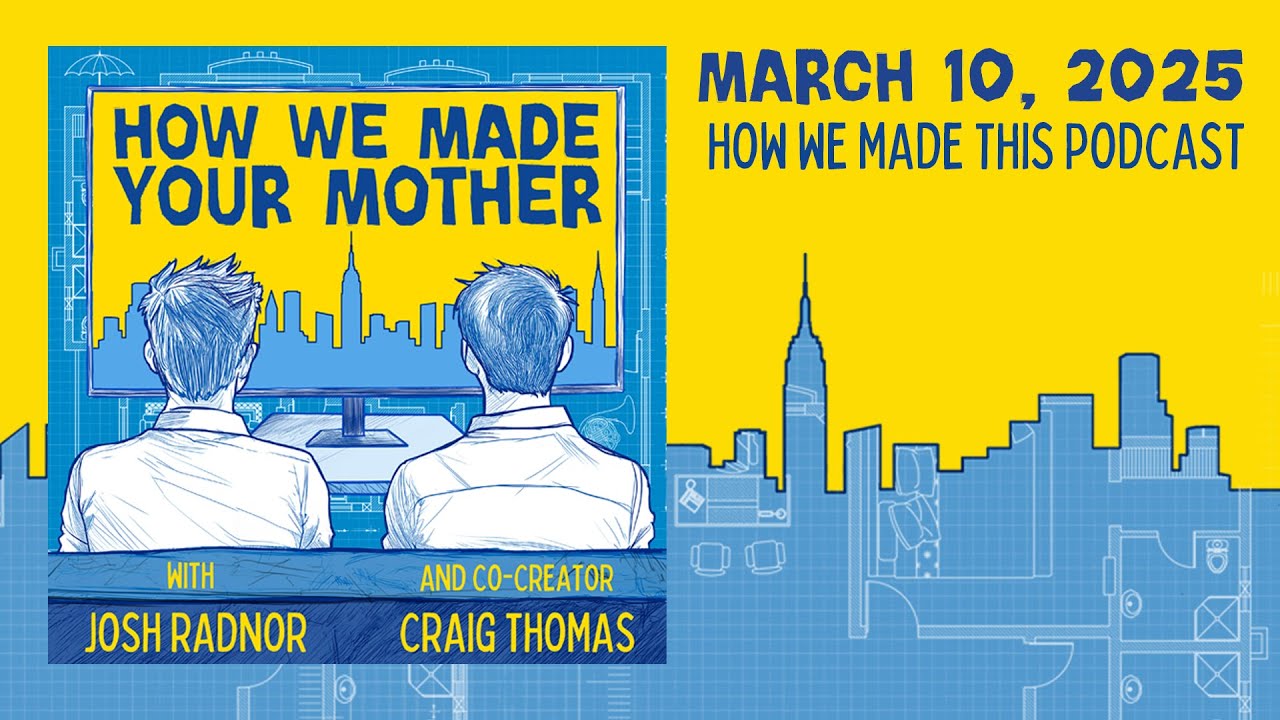 HOW WE MADE
YOUR MOTHER
WITH
JOSH RADNOR
AND CO-CREATOR
CRAIG THOMAS
MARCH 10, 2025
HOW WE MADE THIS PODCAST